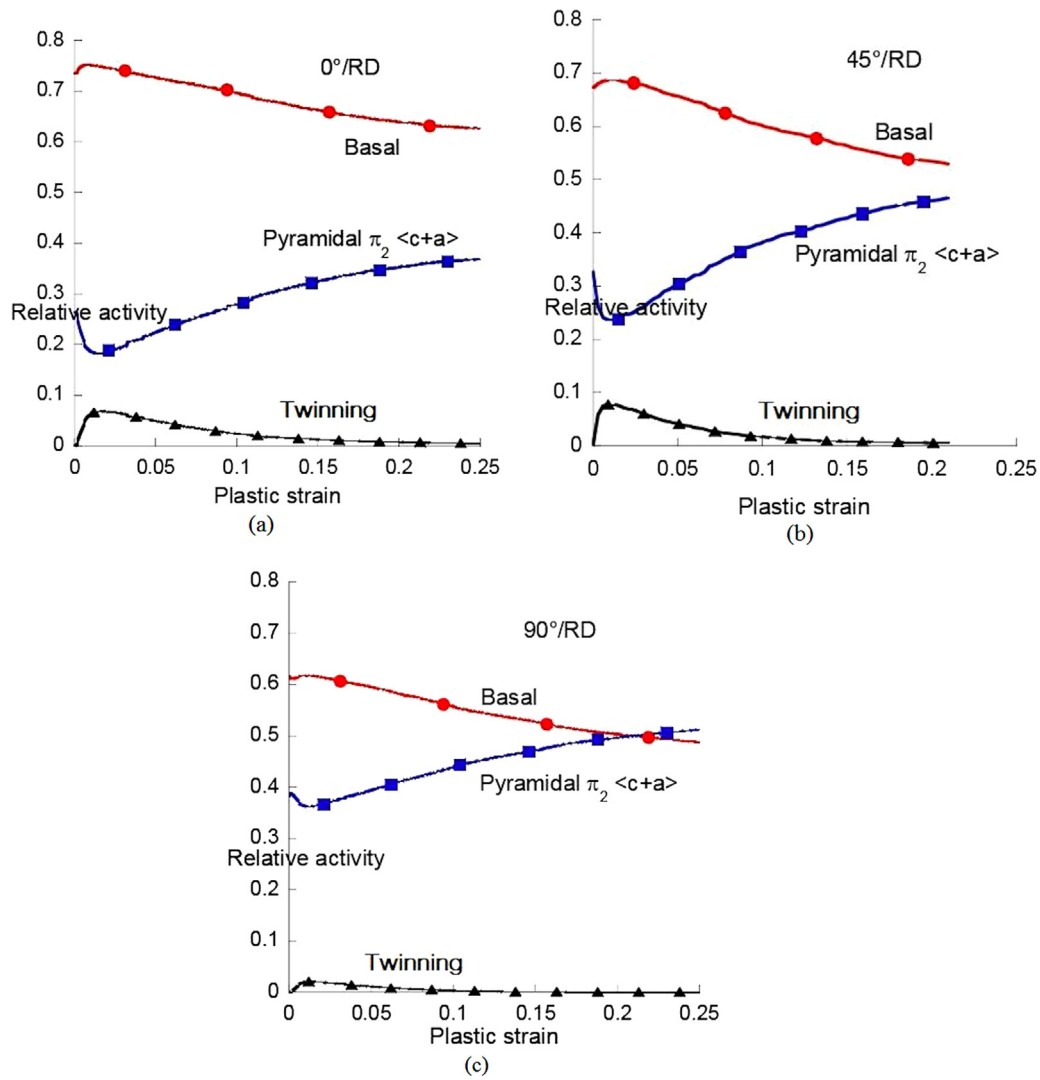 0.8
0.7
0.6
0.5
0.4
0.3
0.2
0.1
0
0°/RD
Basal
Pyramidal π2 <c+a>
Relative activity
Twinning
0 0.05 0.1 0.15 0.2 0.25
Plastic strain
(a)
0.8
0.7
0.6
0.5
0.4
0.3
0.2
0.1
0
45°/RD
Basal
Pyramidal π2 <c+a>
Relative activity
Twinning
0 0.05 0.1 0.15 0.2 0.25
Plastic strain
(b)
0.8
0.7
0.6
0.5
0.4
0.3
0.2
0.1
0
90°/RD
Basal
Pyramidal π2 <c+a>
Relative activity
Twinning
0 0.05 0.1 0.15 0.2 0.25
Plastic strain
(c)